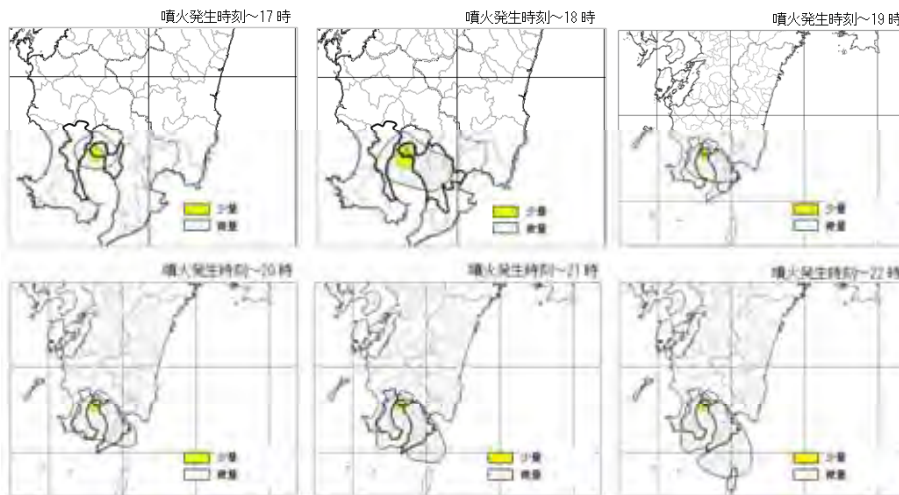 噴火発生時刻～17時
噴火発生時刻～18時
噴火発生時刻～19時
少量
微量
少量
微量
少量
微量
噴火発生時刻～20時
噴火発生時刻～21時
噴火発生時刻～22時
少量
微量
少量
微量
少量
微量